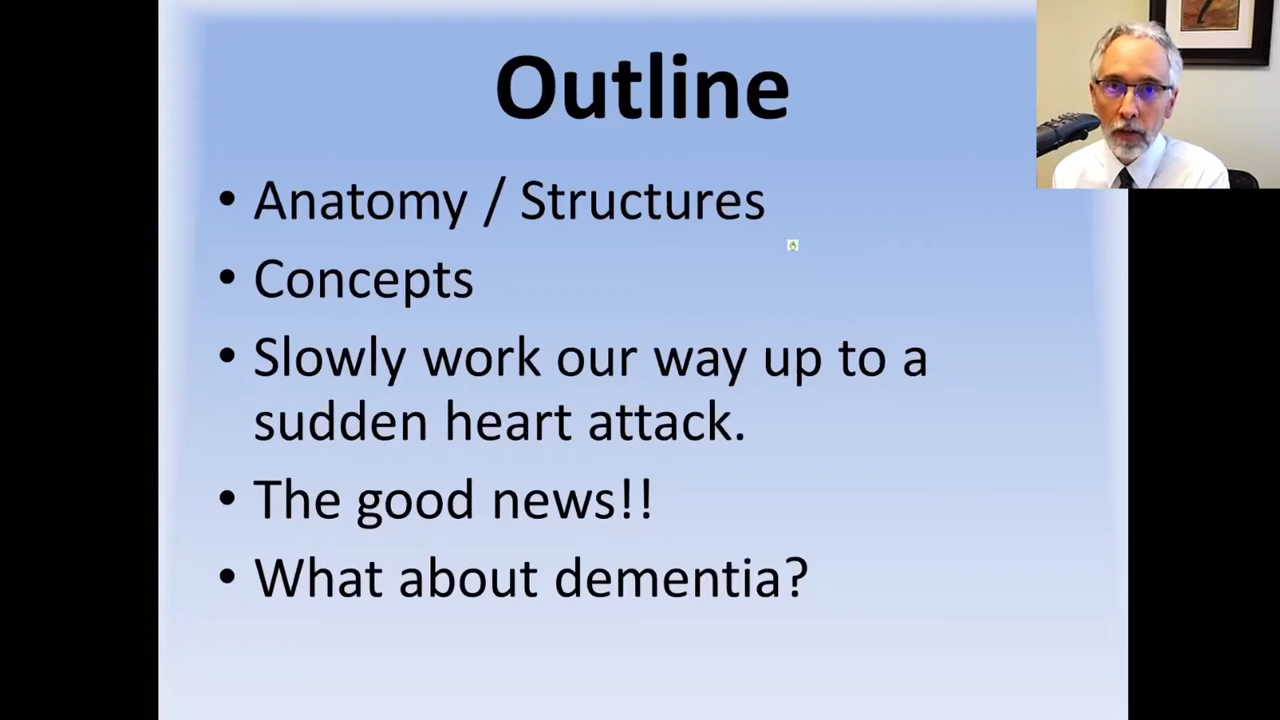 Outline
• Anatomy / Structures
• Concepts
• Slowly work our way up to a
sudden heart attack.
• The good news!!
• What about dementia?